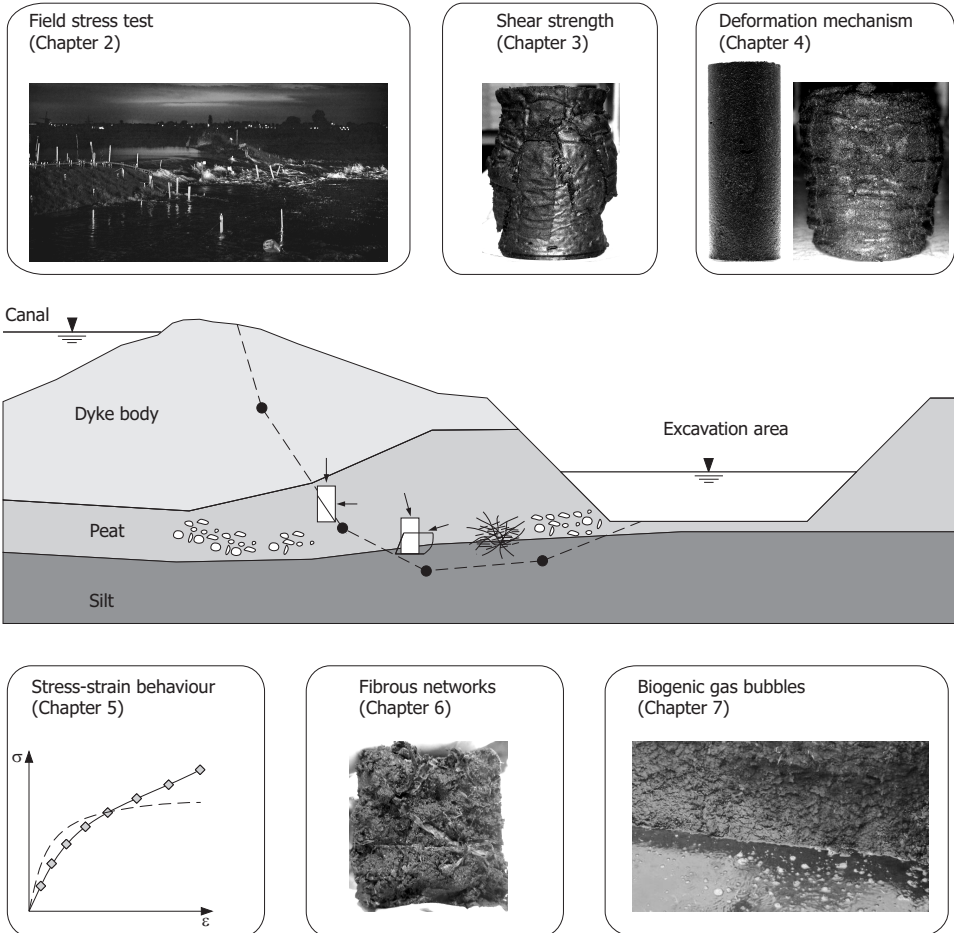 Field stress test
(Chapter 2)
Shear strength
(Chapter 3)
Deformation mechanism
(Chapter 4)
Canal
Dyke body
Excavation area
Peat
Silt
Stress-strain behaviour
(Chapter 5)
σ
ε
Fibrous networks
(Chapter 6)
Biogenic gas bubbles
(Chapter 7)